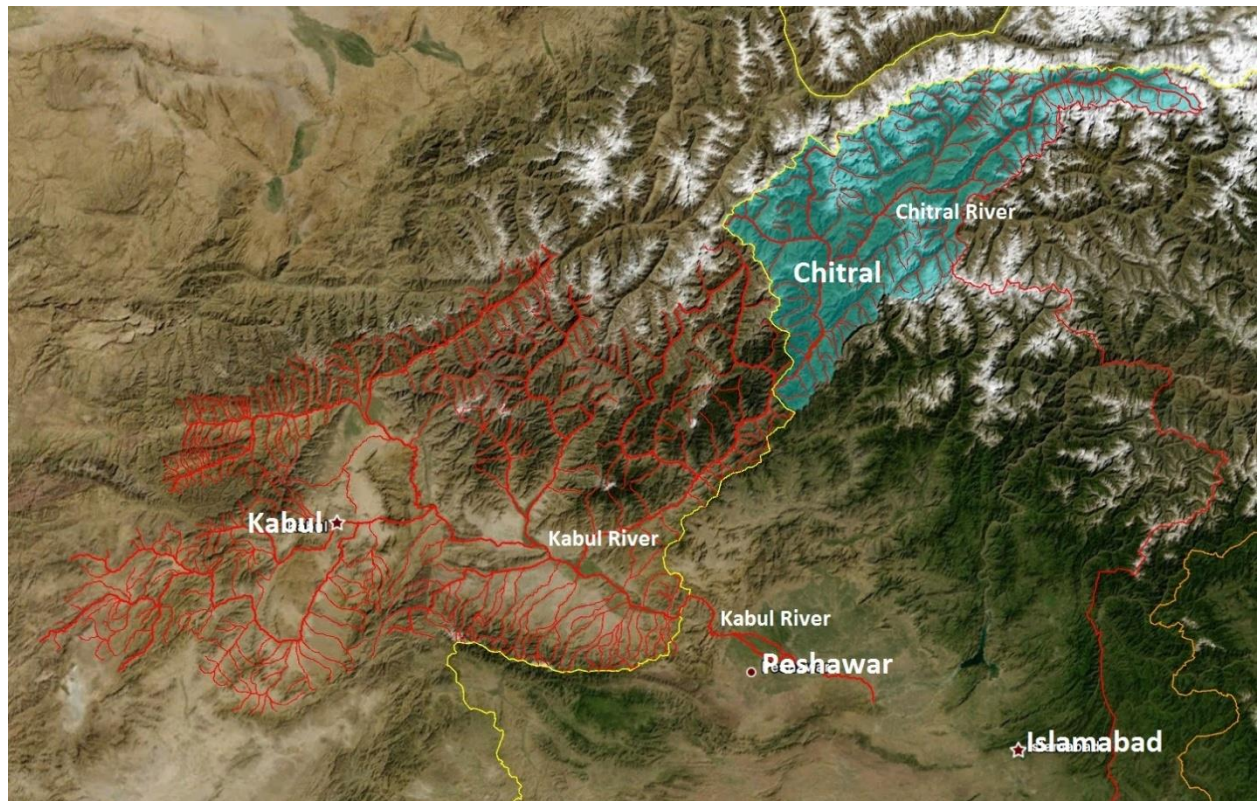 Chitral River
Chitral
Kabul
Kabul River
Kabul River
Peshawar
Islamabad